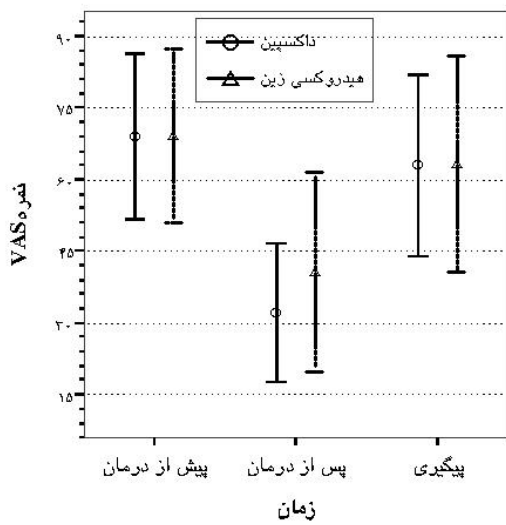 داکسپین
هیدروکسی زین
نمره VAS
۹۰
۷۵
۶۰
۴۵
۳۰
۱۵
پیش از درمان
پس از درمان
پیگیری
زمان